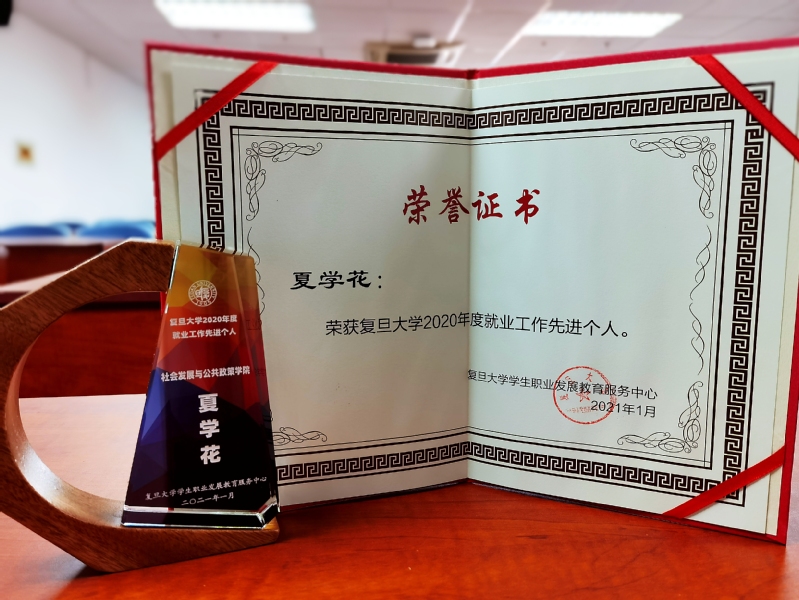 荣誉证书
夏学花：
荣获复旦大学2020年度就业工作先进个人。
复旦大学学生职业发展教育服务中心
2021年1月
复旦大学2020年度
就业工作先进个人
社会发展与公共政策学院
夏
学
花
复旦大学学生职业发展教育服务中心
二〇二一年一月